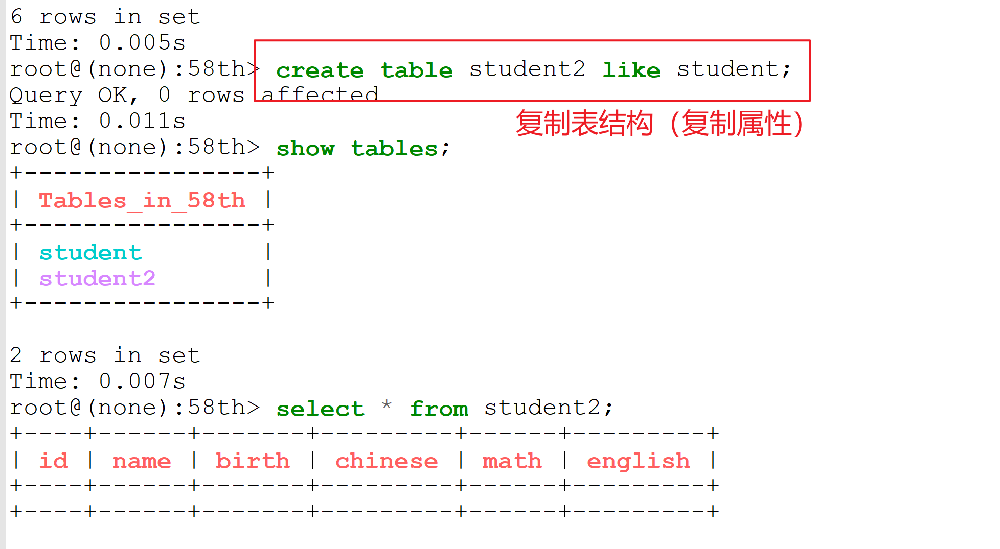 6 rows in set
Time: 0.005s
root@(none):58th> create table student2 like student;
Query OK, 0 rows affected
Time: 0.011s
复制表结构（复制属性）
root@(none):58th> show tables;
+----------------+
| Tables_in_58th |
+----------------+
| student        |
| student2       |
+----------------+
2 rows in set
Time: 0.007s
root@(none):58th> select * from student2;
+----+------+-------+---------+------+---------+
| id | name | birth | chinese | math | english |
+----+------+-------+---------+------+---------+
+----+------+-------+---------+------+---------+